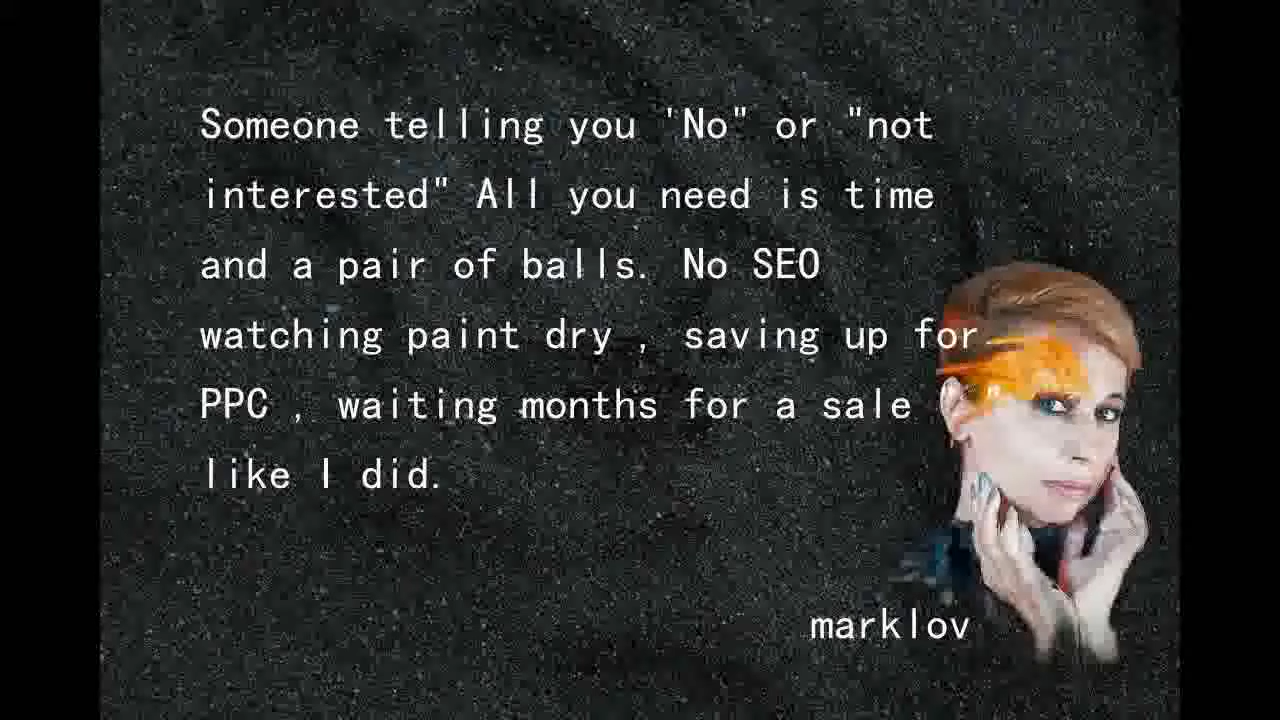 Someone telling you 'No" or "not
interested" All you need is time
and a pair of balls. No SEO
watching paint dry , saving up for
PPC , waiting months for a sale
like I did.
marklov